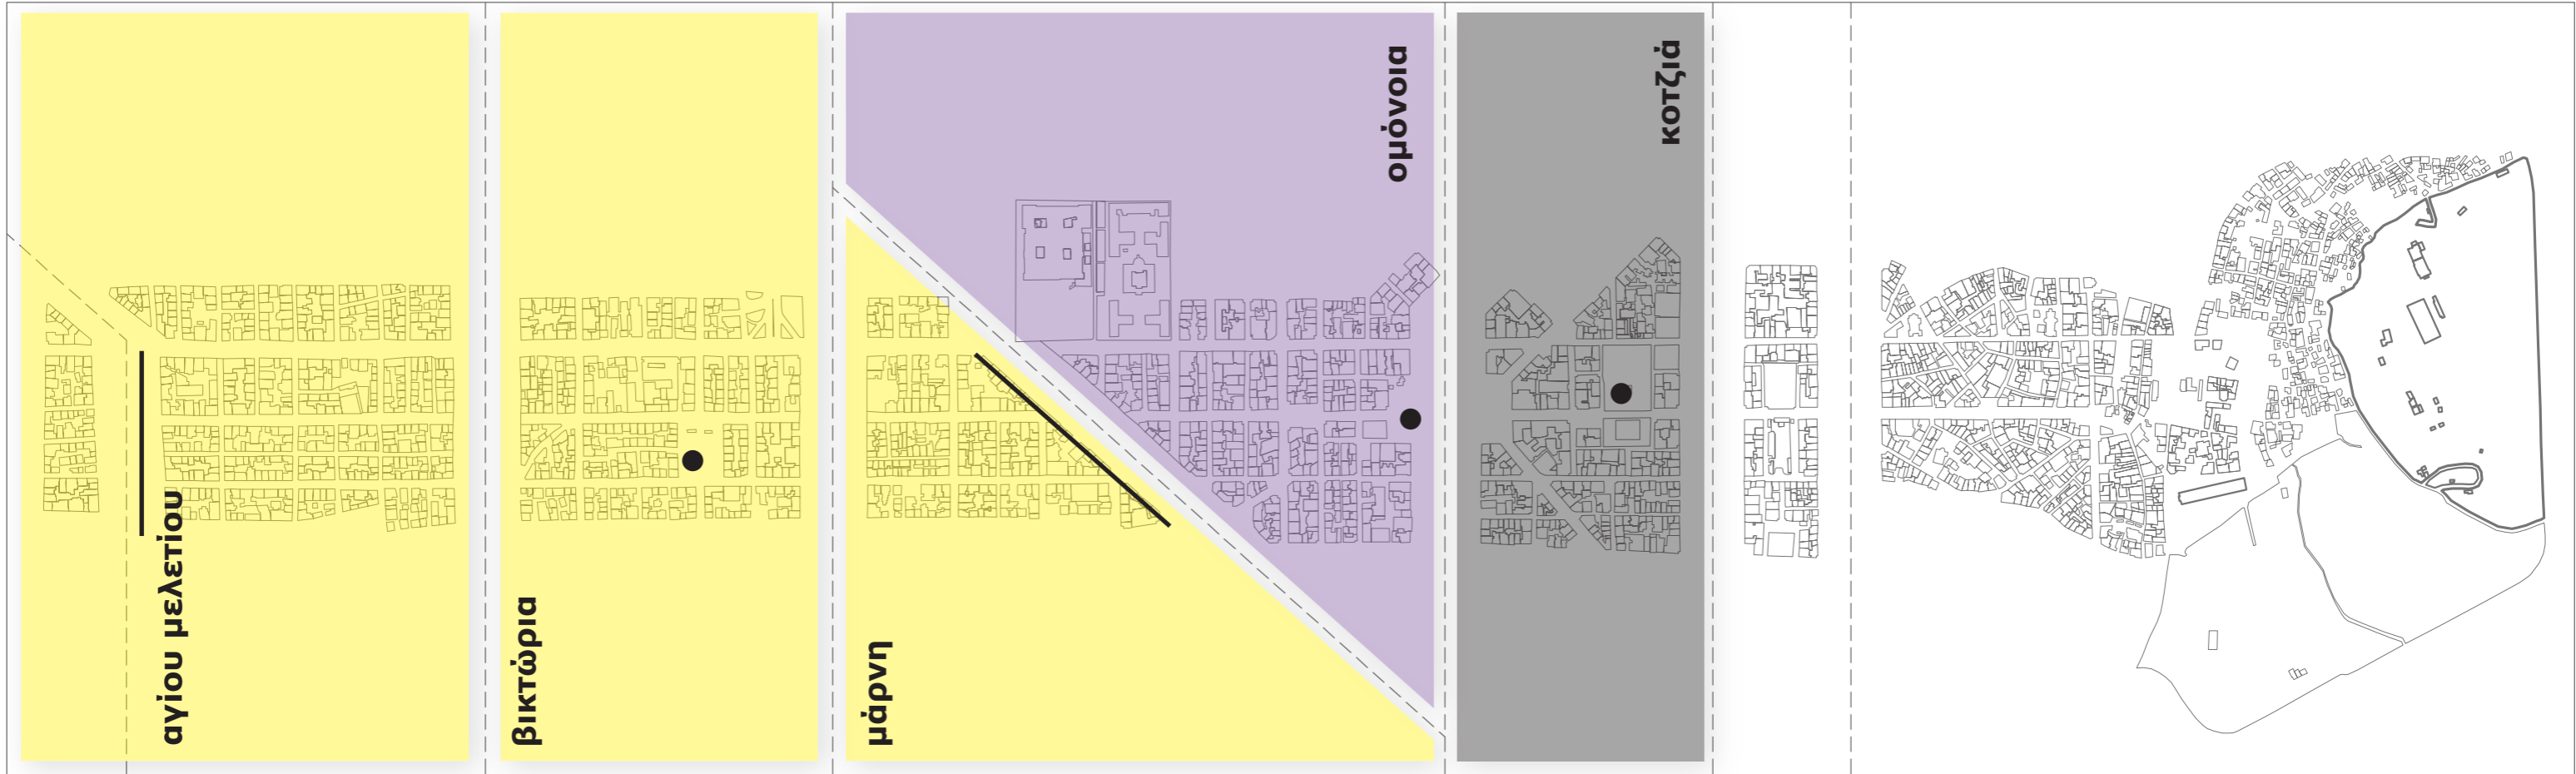 αγίου μελετίου
βικτώρια
μάρνη
ομόνοια
κοτζιά